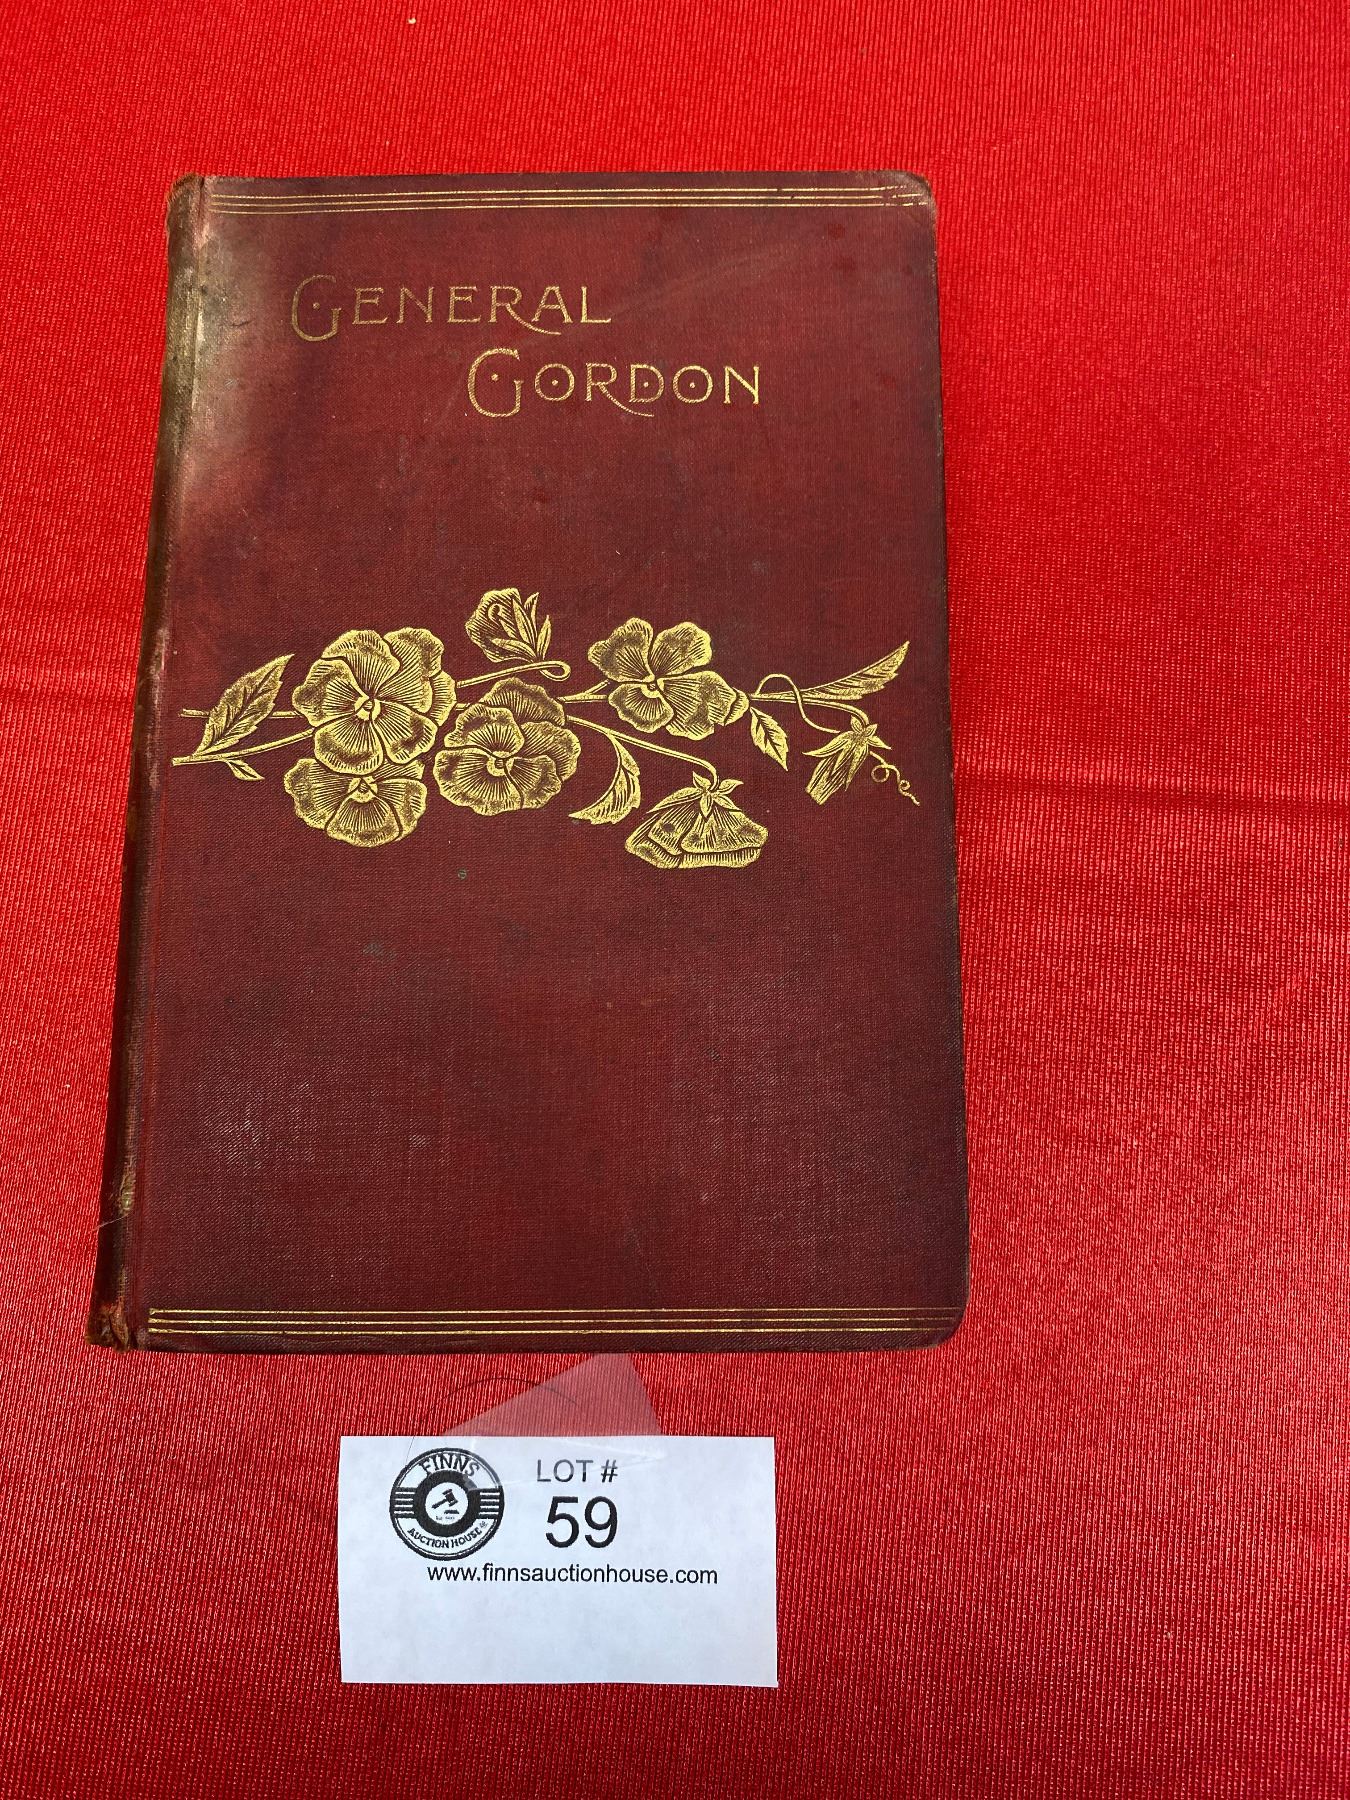 GENERAL
GORDON
FINNS
AUCTION HOUSE
LOT #
59
www.finnsauctionhouse.com